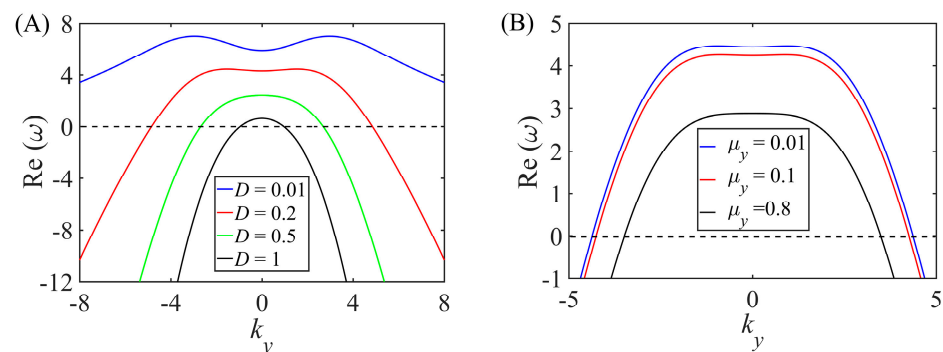 (A)
8
4
0
-4
-8
-12
Re (ω)
D = 0.01
D = 0.2
D = 0.5
D = 1
-8 -4 0 4 8
k_y
(B)
5
4
3
2
1
0
-1
Re (ω)
μ_y = 0.01
μ_y = 0.1
μ_y =0.8
-5 0 5
k_y